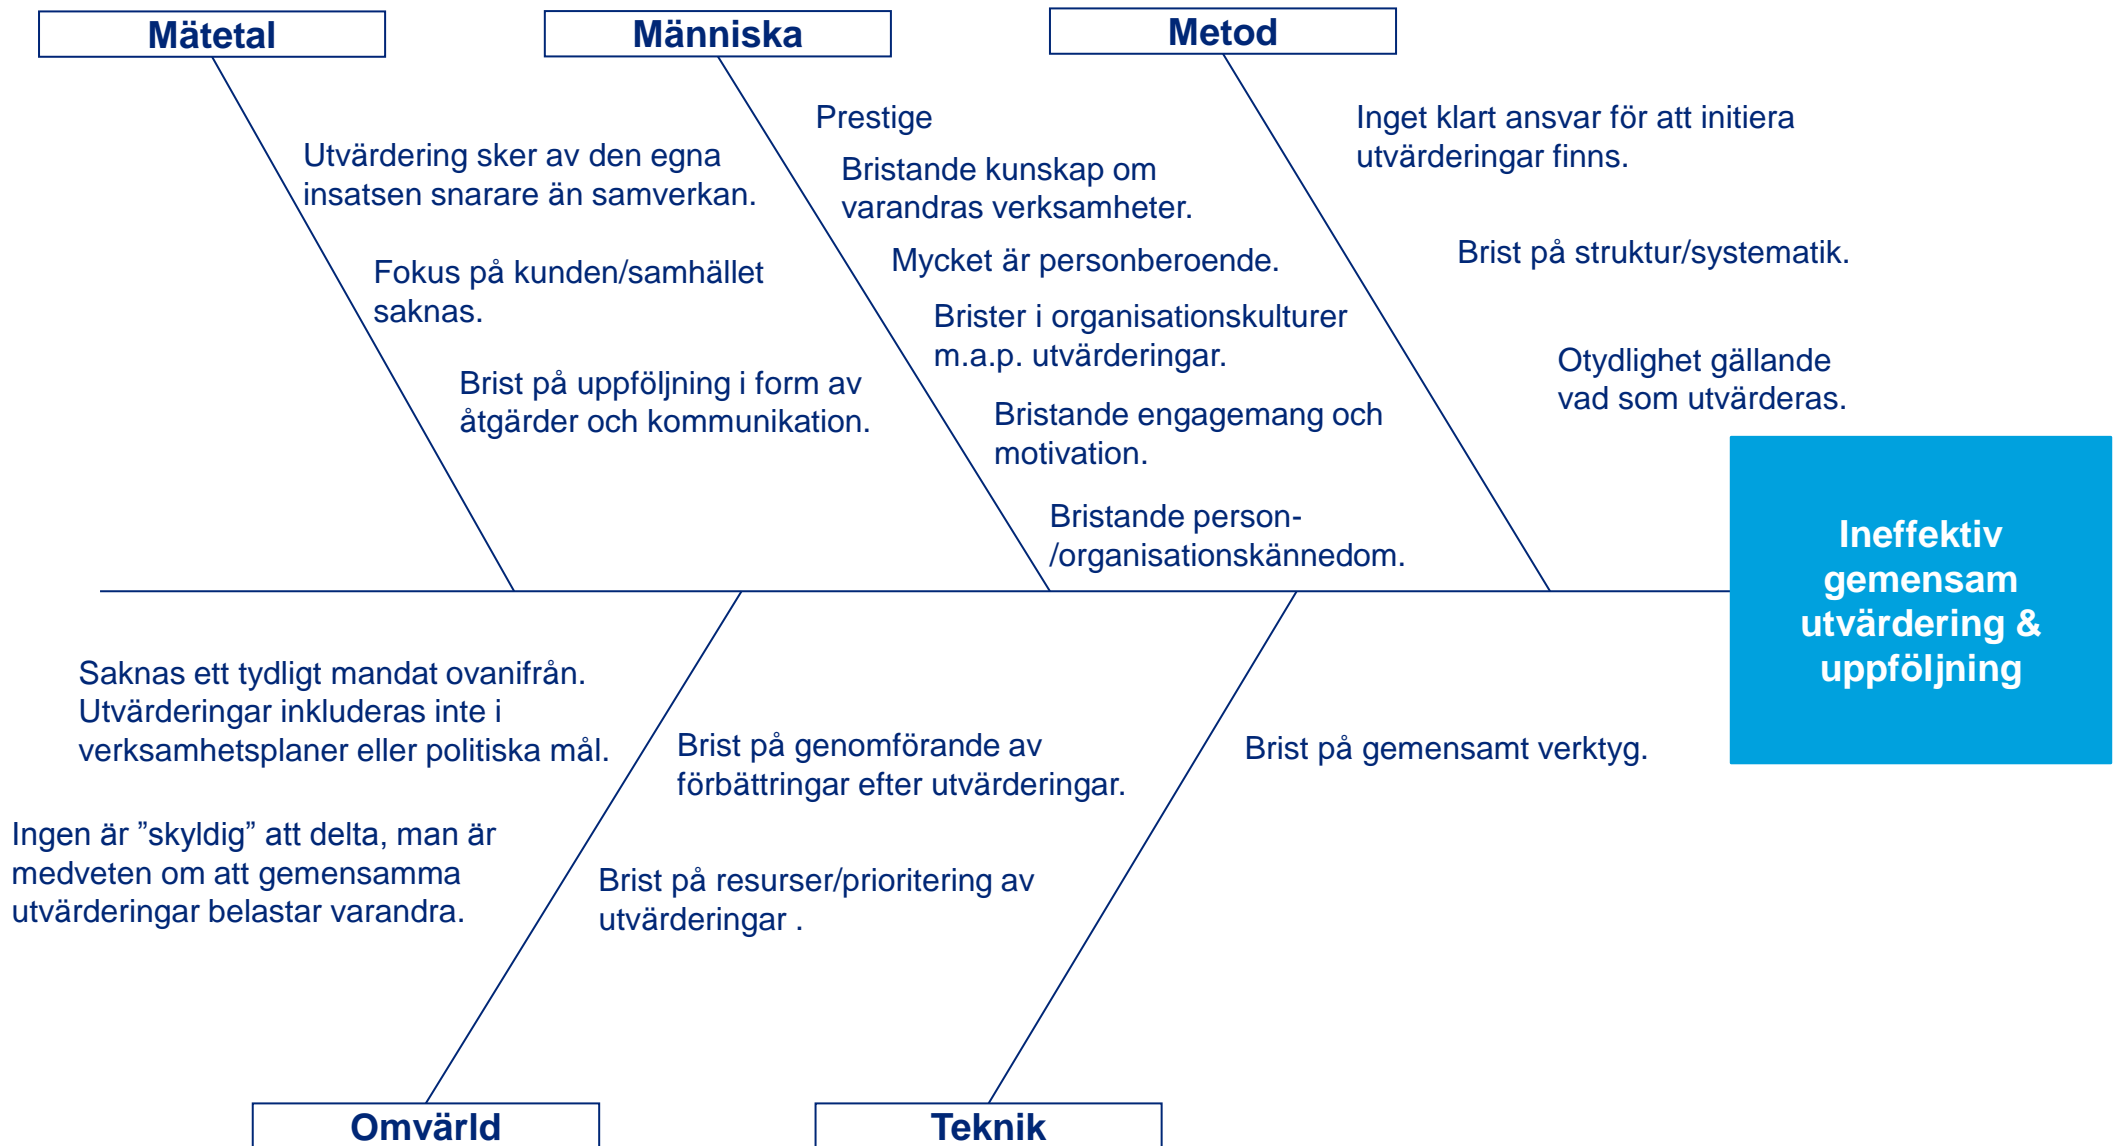 Mätetal
Människa
Metod
Utvärdering sker av den egna
insatsen snarare än samverkan.
Fokus på kunden/samhället
saknas.
Brist på uppföljning i form av
åtgärder och kommunikation.
Prestige
Bristande kunskap om
varandras verksamheter.
Mycket är personberoende.
Brister i organisationskulturer
m.a.p. utvärderingar.
Bristande engagemang och
motivation.
Bristande person-
/organisationskännedom.
Inget klart ansvar för att initiera
utvärderingar finns.
Brist på struktur/systematik.
Otydlighet gällande
vad som utvärderas.
Ineffektiv
gemensam
utvärdering &
uppföljning
Saknas ett tydligt mandat ovanifrån.
Utvärderingar inkluderas inte i
verksamhetsplaner eller politiska mål.
Ingen är ”skyldig” att delta, man är
medveten om att gemensamma
utvärderingar belastar varandra.
Brist på genomförande av
förbättringar efter utvärderingar.
Brist på resurser/prioritering av
utvärderingar .
Brist på gemensamt verktyg.
Omvärld
Teknik